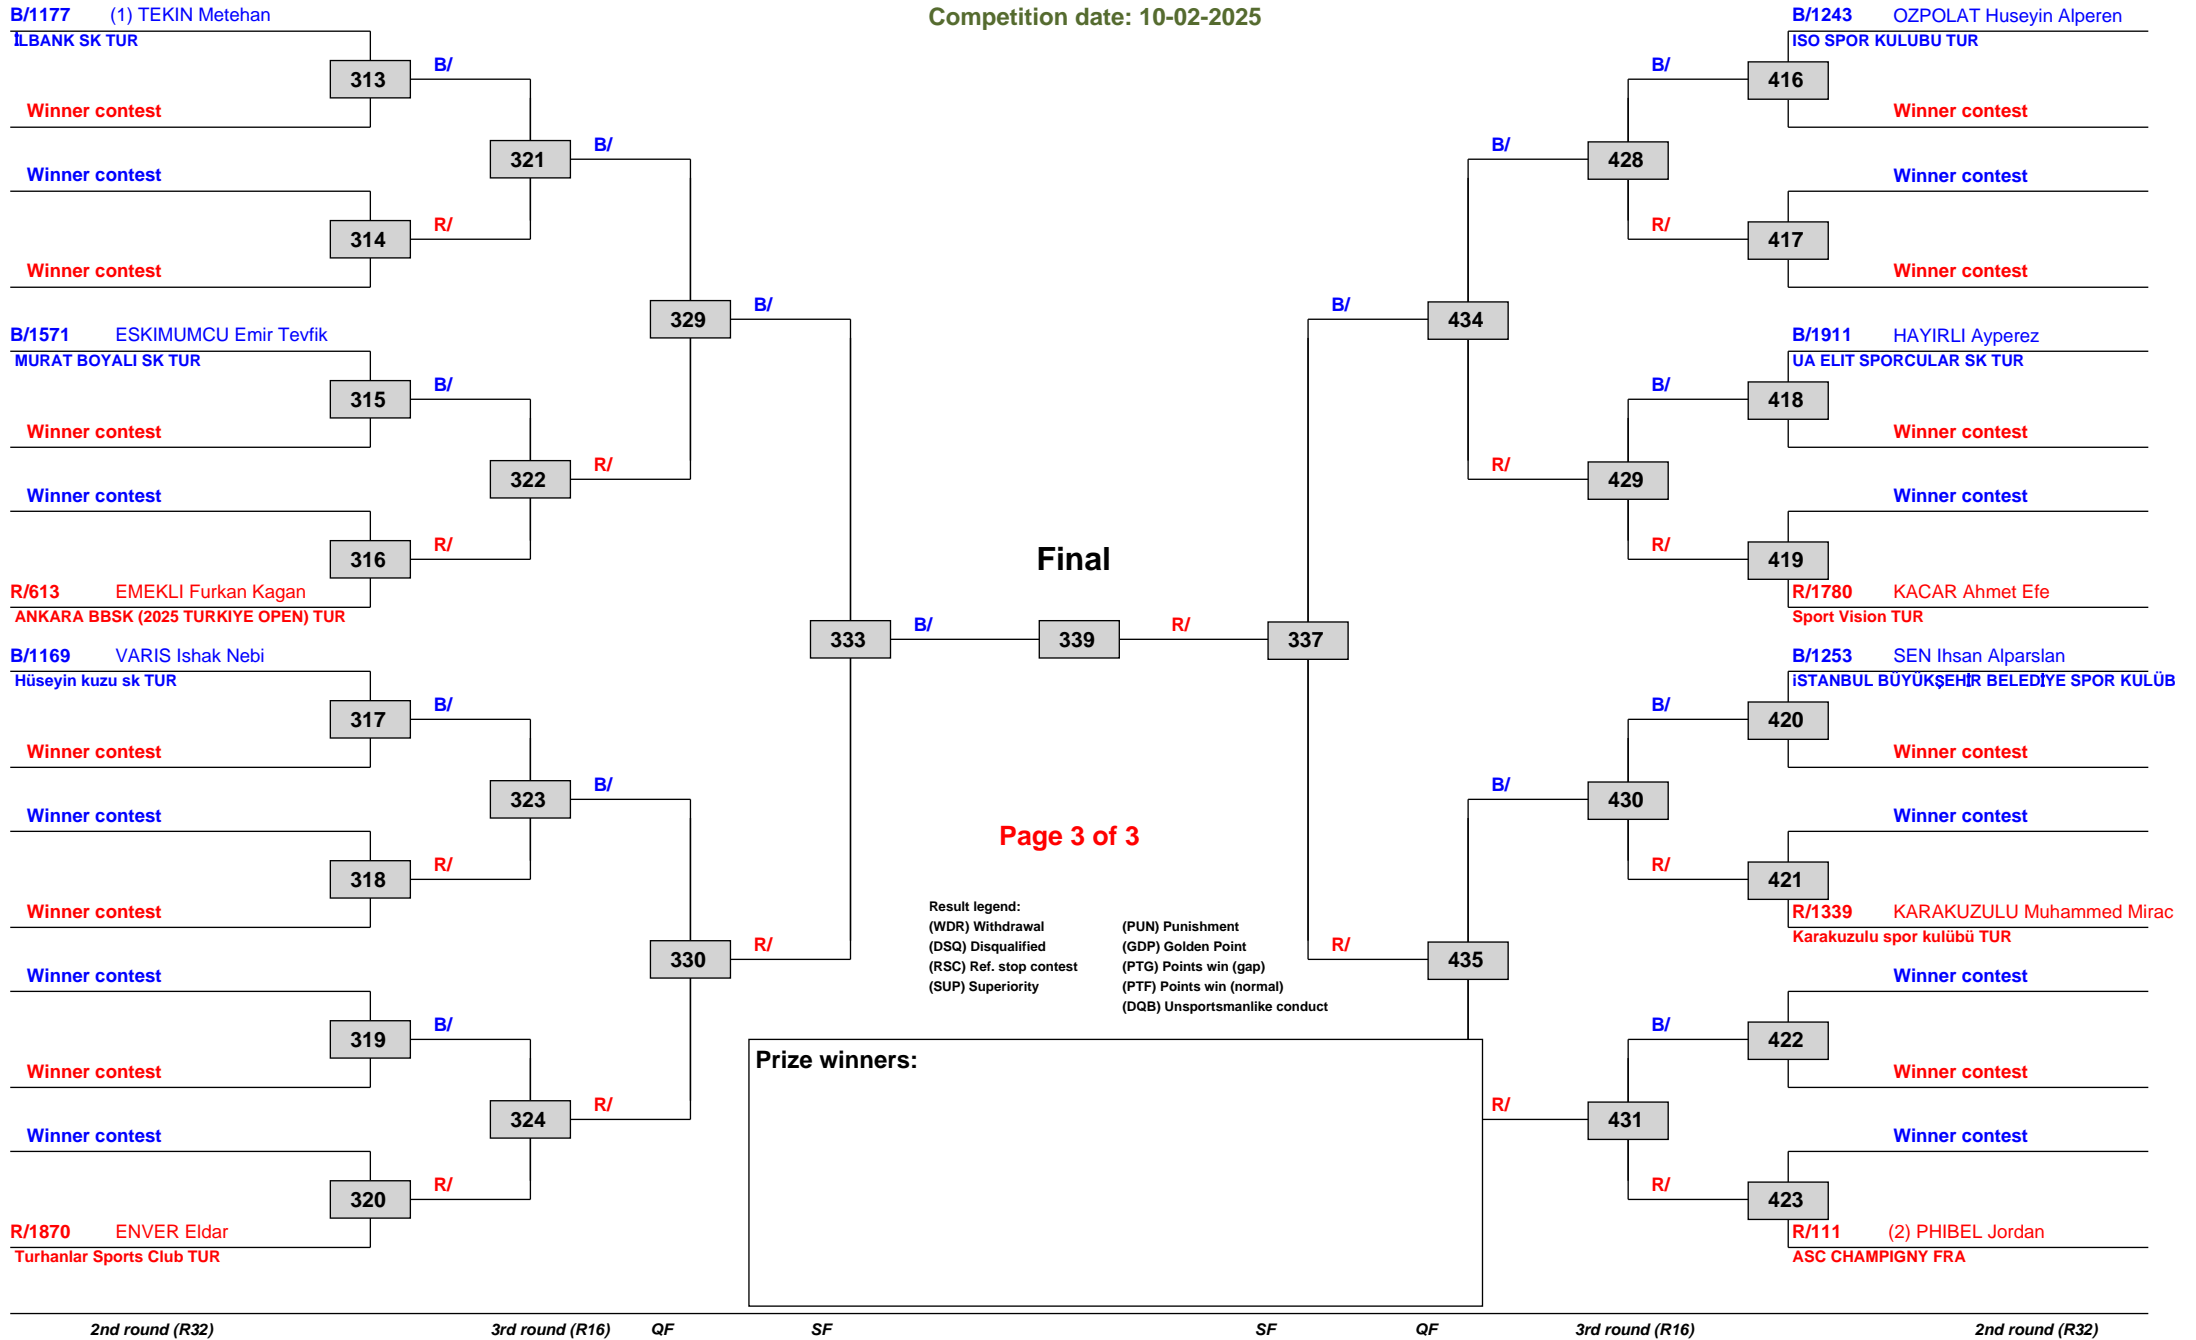 Competition date: 10-02-2025
B/1177 (1) TEKIN Metehan
İLBANK SK TUR
313
B/
Winner contest
321
B/
Winner contest
314
R/
Winner contest
329
B/
B/1571 ESKIMUMCU Emir Tevfik
MURAT BOYALI SK TUR
315
B/
Winner contest
322
R/
Winner contest
316
R/
R/613 EMEKLI Furkan Kagan
ANKARA BBSK (2025 TURKIYE OPEN) TUR
333
B/
B/1169 VARIS Ishak Nebi
Hüseyin kuzu sk TUR
317
B/
Winner contest
323
B/
Winner contest
318
R/
Winner contest
330
R/
Winner contest
319
B/
Winner contest
324
R/
Winner contest
320
R/
R/1870 ENVER Eldar
Turhanlar Sports Club TUR
Final
339
R/
337
Page 3 of 3
Result legend:
(WDR) Withdrawal (PUN) Punishment
(DSQ) Disqualified (GDP) Golden Point
(RSC) Ref. stop contest (PTG) Points win (gap)
(SUP) Superiority (PTF) Points win (normal)
(DQB) Unsportsmanlike conduct
Prize winners:
B/1243 OZPOLAT Huseyin Alperen
ISO SPOR KULUBU TUR
B/
416
Winner contest
B/
428
Winner contest
R/
417
Winner contest
B/
434
B/1911 HAYIRLI Ayperez
UA ELIT SPORCULAR SK TUR
B/
418
Winner contest
R/
429
Winner contest
R/
419
R/1780 KACAR Ahmet Efe
Sport Vision TUR
B/1253 SEN Ihsan Alparslan
iSTANBUL BÜYÜKŞEHİR BELEDİYE SPOR KULÜB
B/
420
Winner contest
B/
430
Winner contest
R/
421
R/1339 KARAKUZULU Muhammed Mirac
Karakuzulu spor kulübü TUR
R/
435
Winner contest
B/
422
Winner contest
R/
431
Winner contest
R/
423
R/111 (2) PHIBEL Jordan
ASC CHAMPIGNY FRA
2nd round (R32) 3rd round (R16) QF SF SF QF 3rd round (R16) 2nd round (R32)